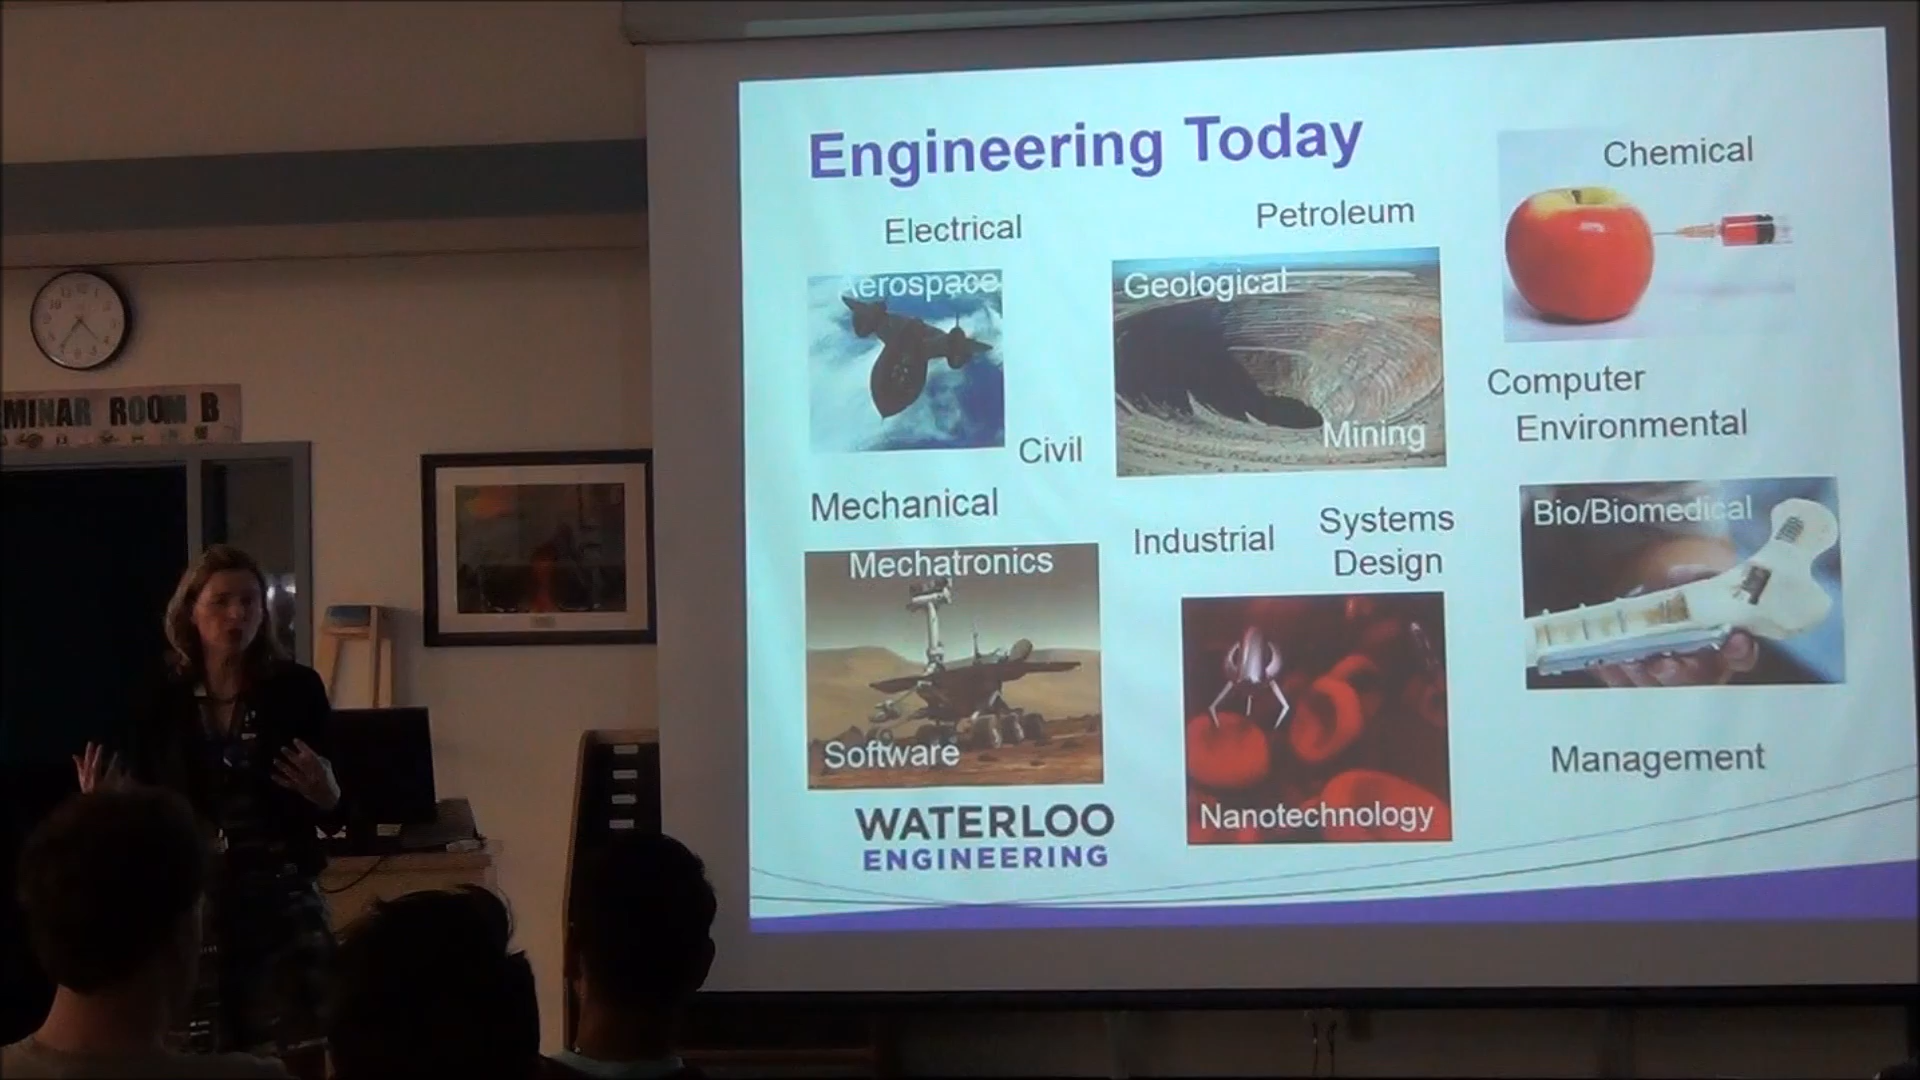 Engineering Today
Electrical
Petroleum
Chemical
Aerospace
Geological
Mining
Computer
Environmental
Civil
Mechanical
Industrial
Systems
Design
Bio/Biomedical
Mechatronics
Software
Nanotechnology
Management
WATERLOO
ENGINEERING
MINAR ROOM B